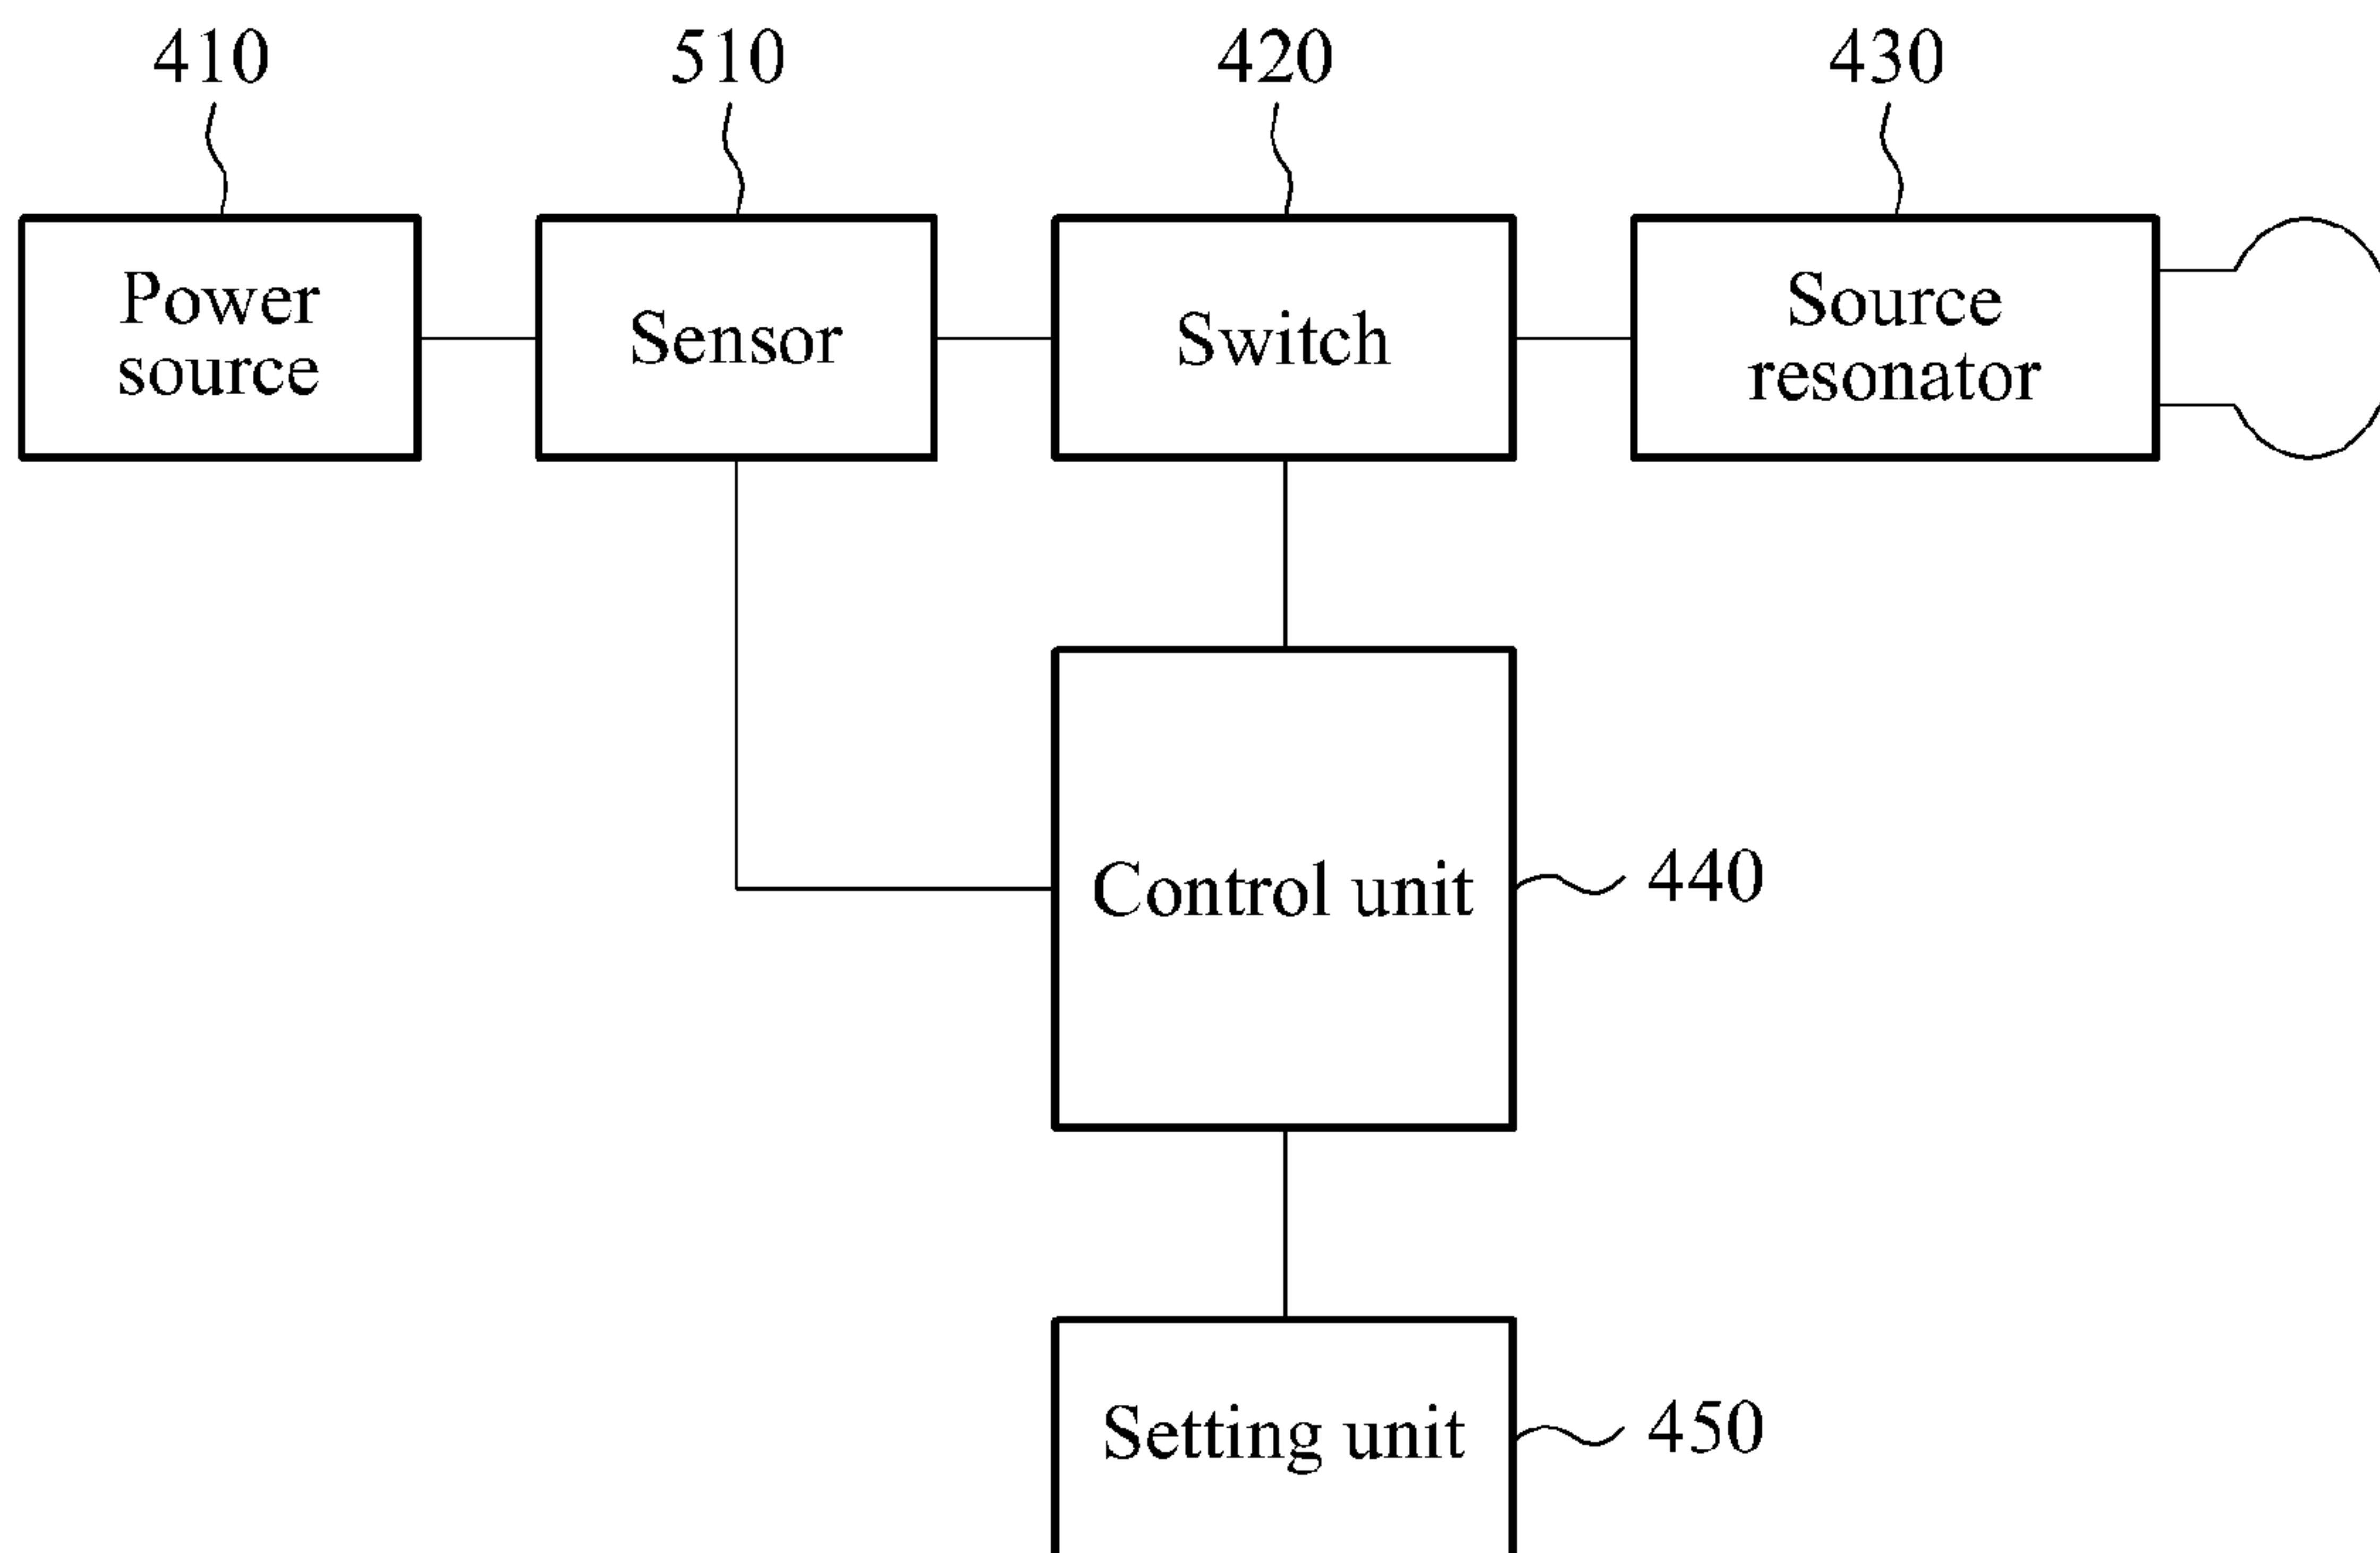 410
510
420
430
Power
source
Sensor
Switch
Source
resonator
Control unit
440
Setting unit
450